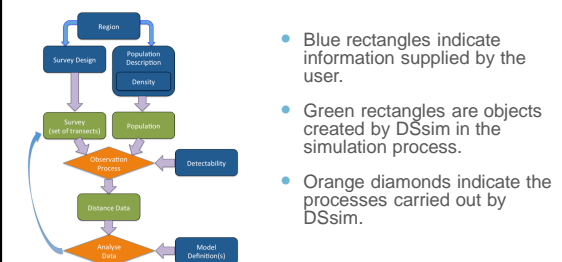 Region
Survey Design
Population
Description
Density
Survey
(set of transects)
Population
Observation
Process
Detectability
Distance Data
Analyse
Data
Model
Definition(s)
• Blue rectangles indicate
information supplied by the
user.
• Green rectangles are objects
created by DSsim in the
simulation process.
• Orange diamonds indicate the
processes carried out by
DSsim.